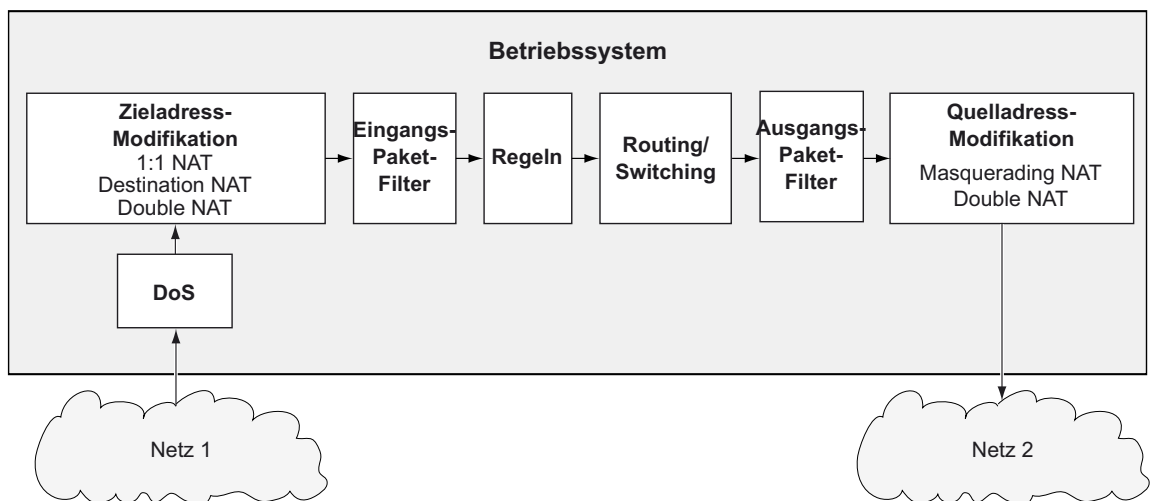 Betriebssystem
Zieladress-
Modifikation
1:1 NAT
Destination NAT
Double NAT
Eingangs-
Paket-
Filter
Regeln
Routing/
Switching
Ausgangs-
Paket-
Filter
Quelladress-
Modifikation
Masquerading NAT
Double NAT
DoS
Netz 1
Netz 2